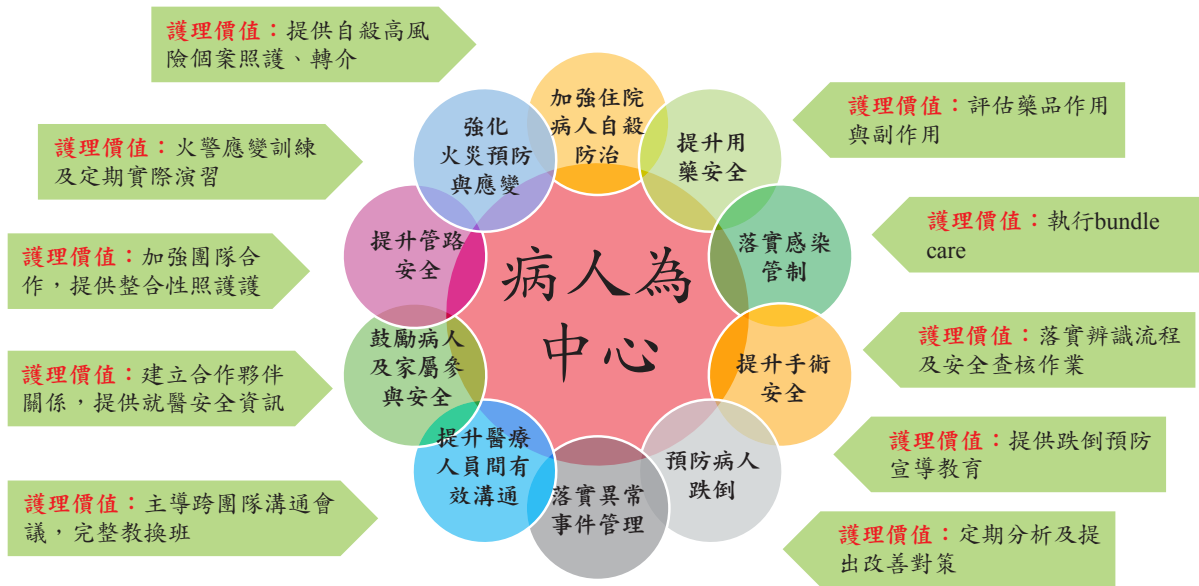 護理價值：提供自殺高風
險個案照護、轉介
加強住院
病人自殺
防治
強化
火災預防
與應變
提升用
藥安全
護理價值：評估藥品作用
與副作用
護理價值：火警應變訓練
及定期實際演習
提升管路
安全
病人為
中心
落實感染
管制
護理價值：執行bundle
care
護理價值：加強團隊合
作，提供整合性照護護
鼓勵病人
及家屬參
與安全
提升手術
安全
護理價值：落實辨識流程
及安全查核作業
護理價值：建立合作夥伴
關係，提供就醫安全資訊
提升醫療
人員間有
效溝通
預防病人
跌倒
護理價值：提供跌倒預防
宣導教育
護理價值：主導跨團隊溝通會
議，完整教換班
落實異常
事件管理
護理價值：定期分析及提
出改善對策